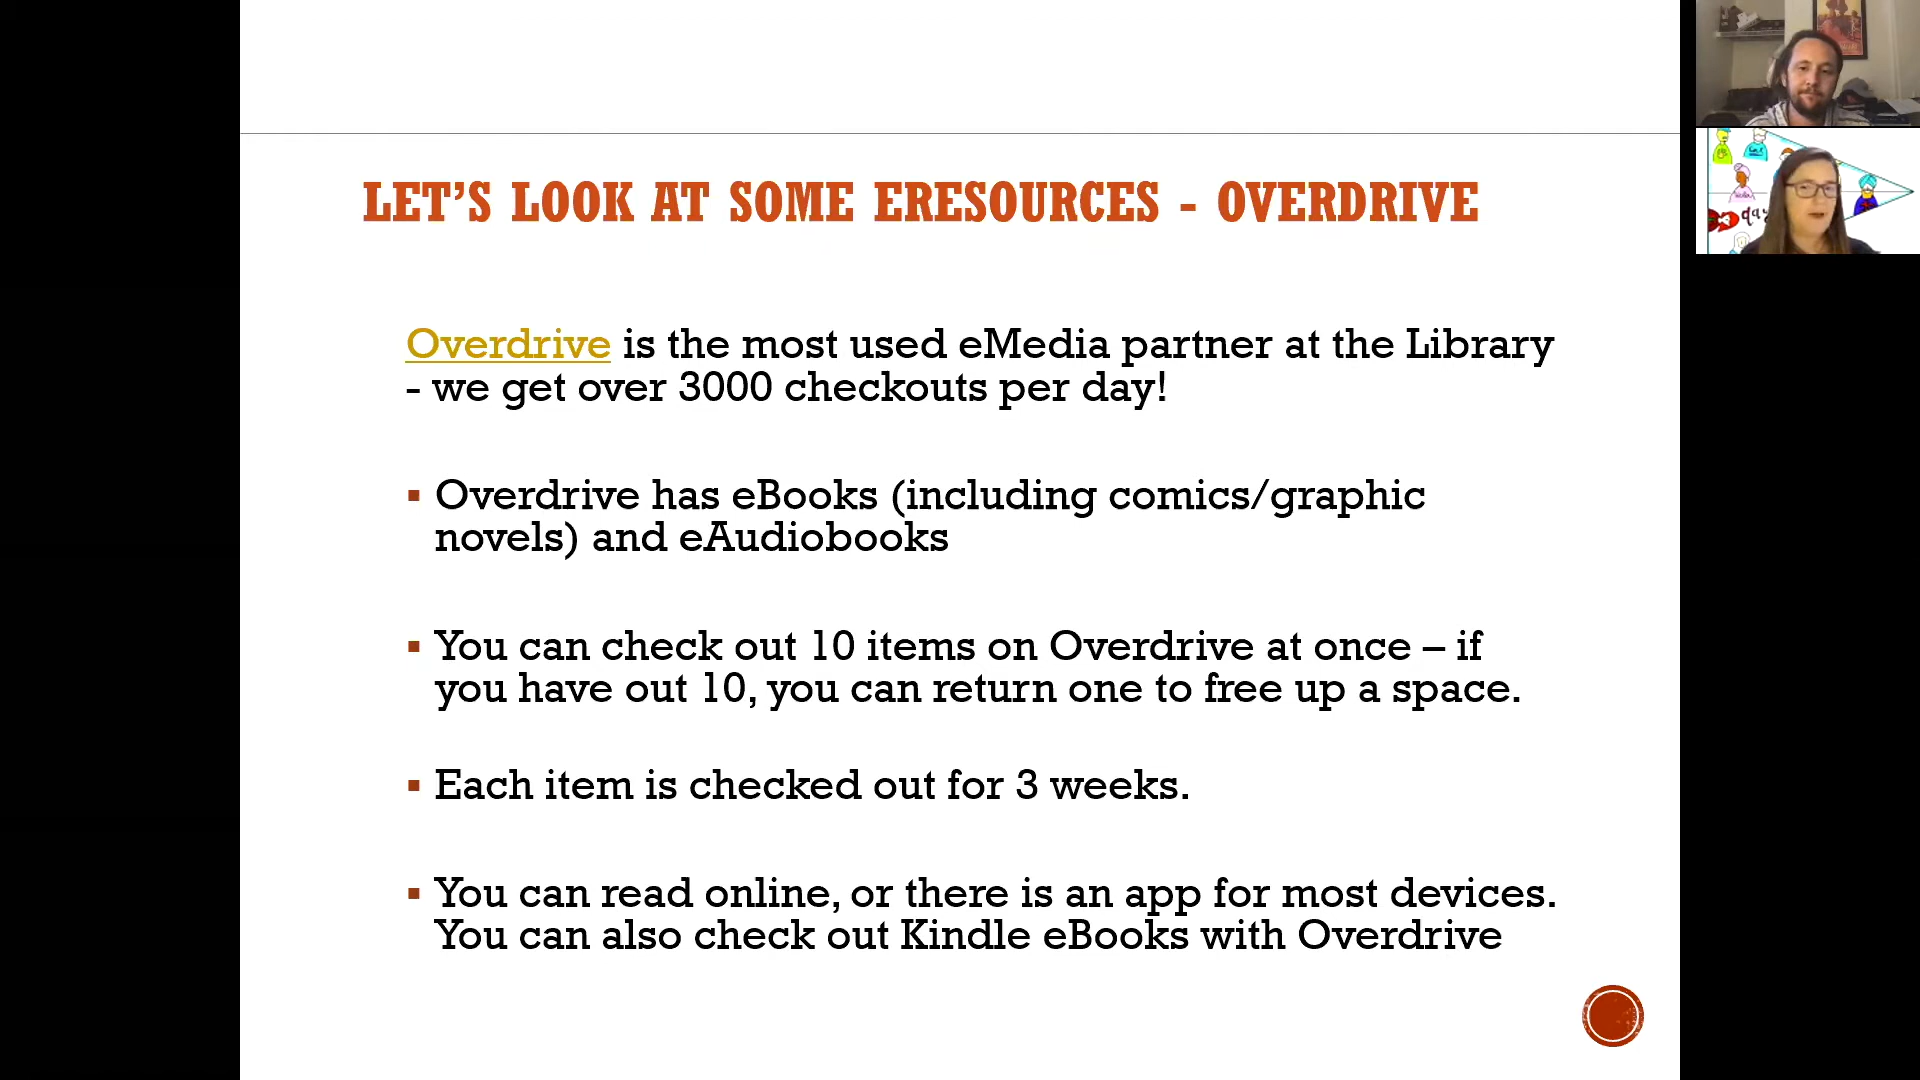 LET'S LOOK AT SOME ERESOURCES - OVERDRIVE
Overdrive is the most used eMedia partner at the Library
- we get over 3000 checkouts per day!
▪ Overdrive has eBooks (including comics/graphic
novels) and eAudiobooks
▪ You can check out 10 items on Overdrive at once – if
you have out 10, you can return one to free up a space.
▪ Each item is checked out for 3 weeks.
▪ You can read online, or there is an app for most devices.
You can also check out Kindle eBooks with Overdrive